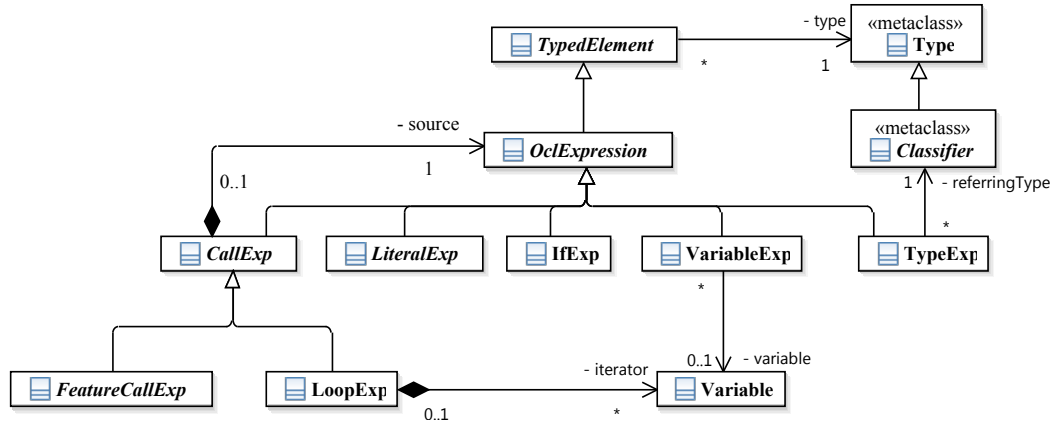 - type
«metaclass»
Type
TypedElement
*
1
- source
«metaclass»
Classifier
OclExpression
1
0..1
1
- referringType
*
CallExp
LiteralExp
IfExp
VariableExp
TypeExp
*
0..1
- variable
- iterator
FeatureCallExp
LoopExp
Variable
0..1
*